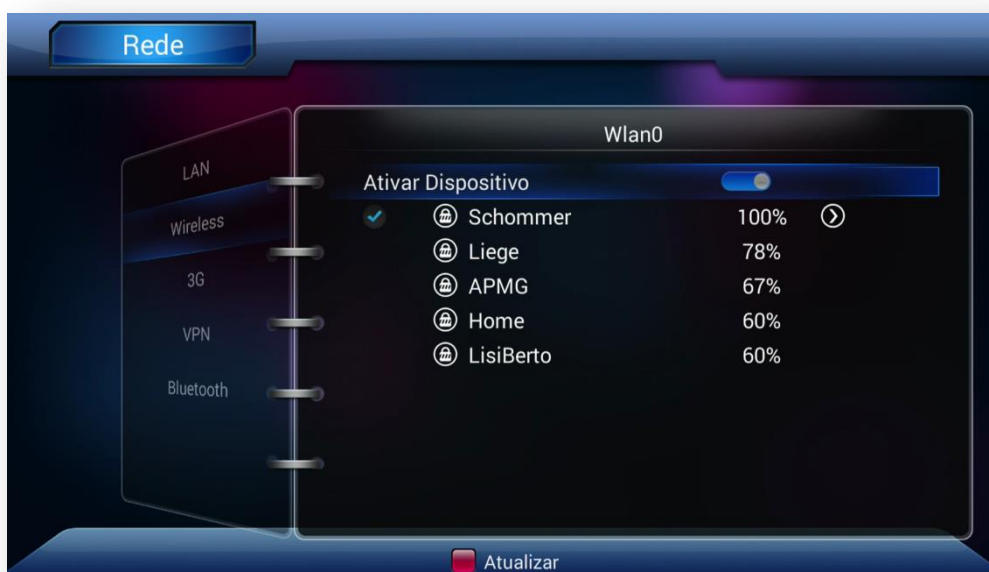 Rede
LAN
Wireless
3G
VPN
Bluetooth
Wlan0
Ativar Dispositivo
Schommer 100%
Liege 78%
APMG 67%
Home 60%
LisiBerto 60%
Atualizar